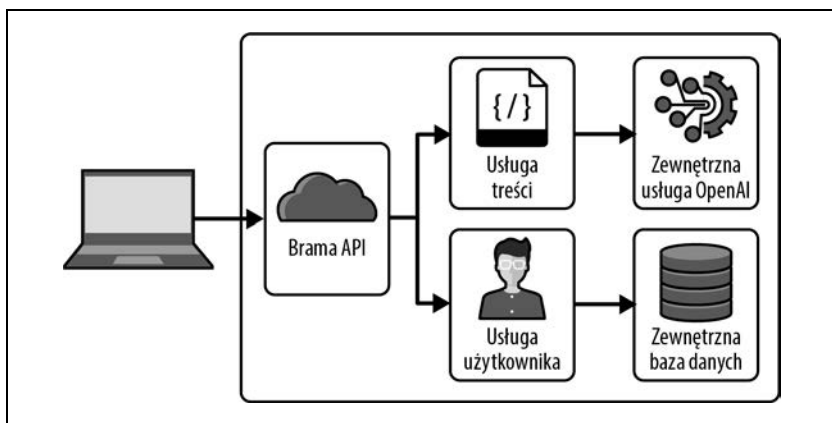 {/}
Usługa
treści
Zewnętrzna
usługa OpenAI
Brama API
Usługa
użytkownika
Zewnętrzna
baza danych